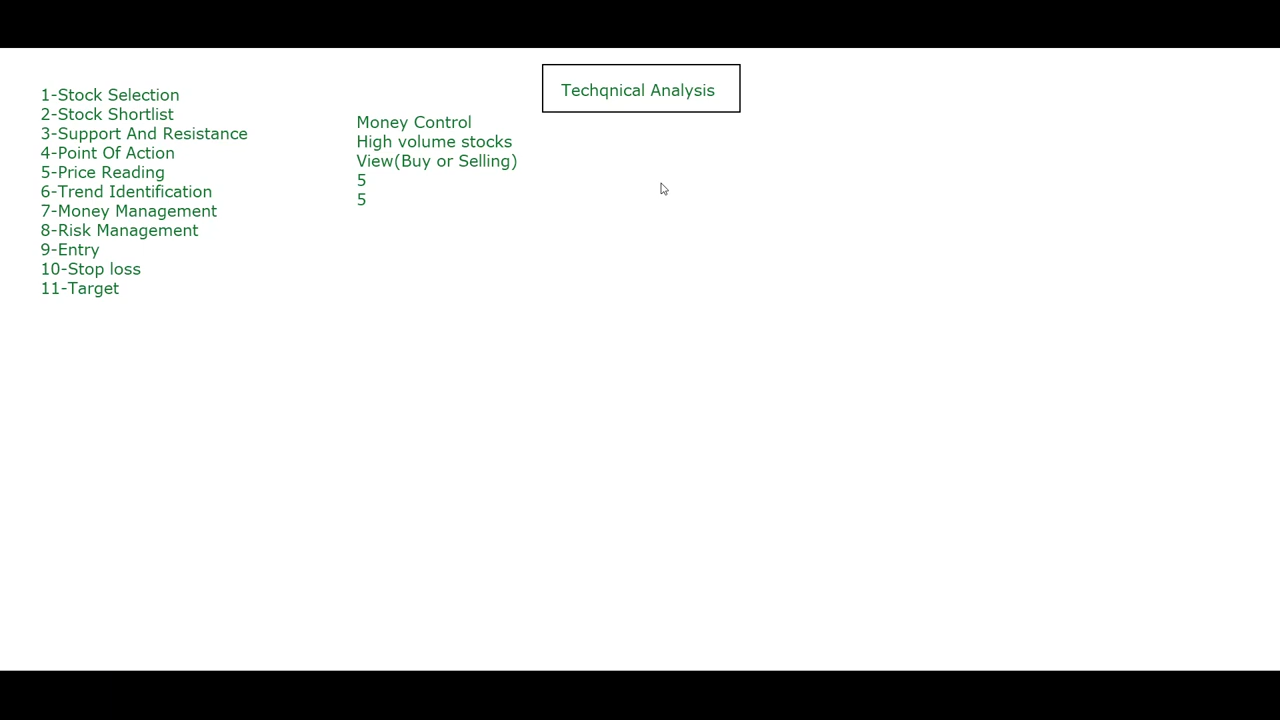 Techqnical Analysis
1-Stock Selection
2-Stock Shortlist
3-Support And Resistance
4-Point Of Action
5-Price Reading
6-Trend Identification
7-Money Management
8-Risk Management
9-Entry
10-Stop loss
11-Target
Money Control
High volume stocks
View(Buy or Selling)
5
5